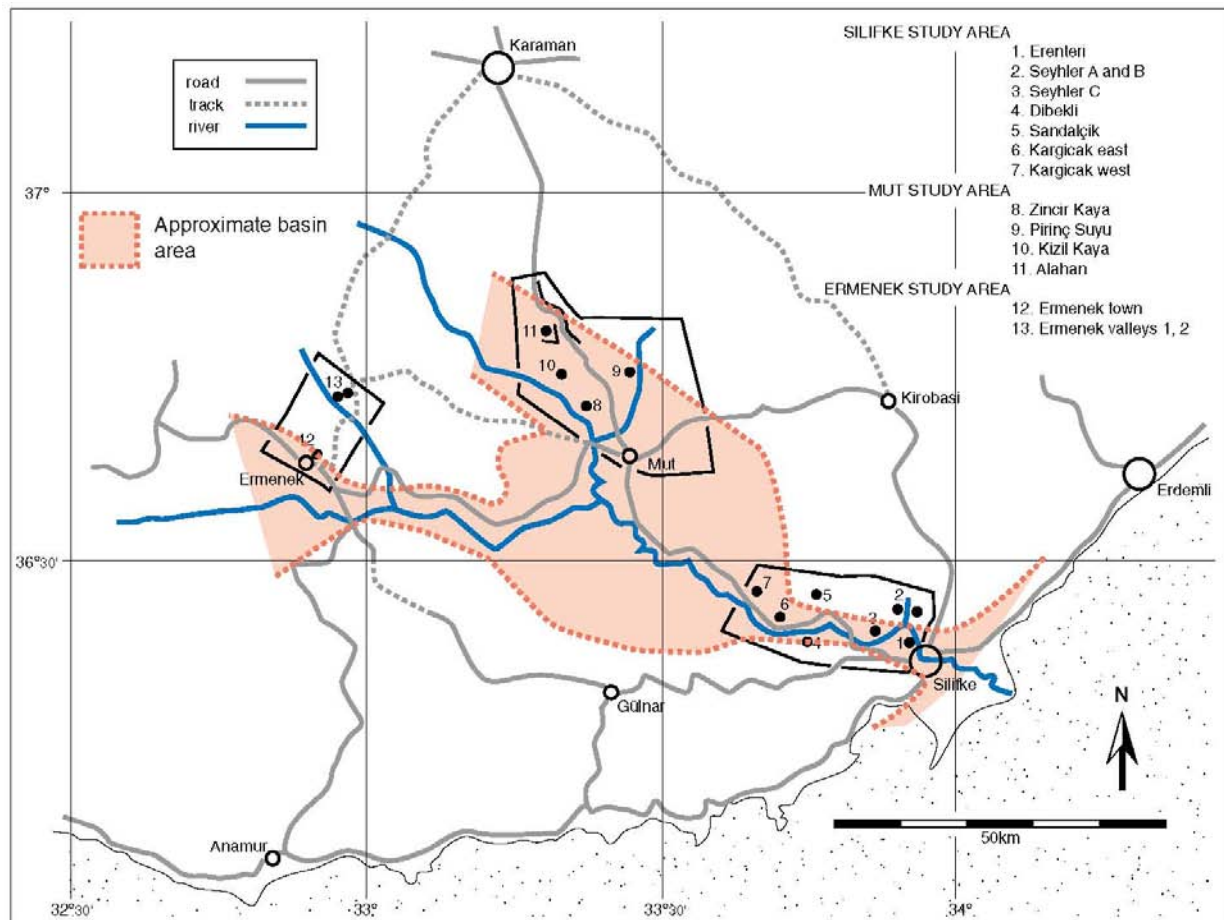 SILIFKE STUDY AREA
1. Erenteri
2. Seyhler A and B
3. Seyhler C
4. Dibekli
5. Sandalçik
6. Kargicak east
7. Kargicak west
MUT STUDY AREA
8. Zincir Kaya
9. Pirinç Suyu
10. Kizil Kaya
11. Alahan
ERMENEK STUDY AREA
12. Ermenek town
13. Ermenek valleys 1, 2
road
track
river
Approximate basin
area
Karaman
37°
11
10
9
8
13
12
Ermenek
Mut
Kirobasi
Erdemli
36°30'
7
5
2
6
3
4
1
Silifke
Gülnar
N
50km
Anamur
32°30'
33°
33°30'
34°